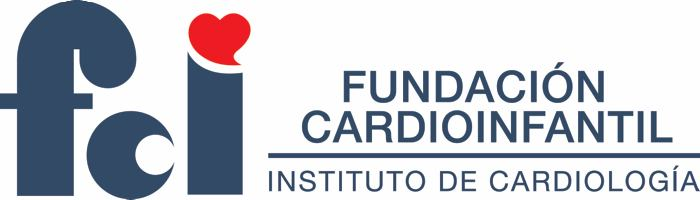 fci
FUNDACIÓN
CARDIOINFANTIL
INSTITUTO DE CARDIOLOGÍA